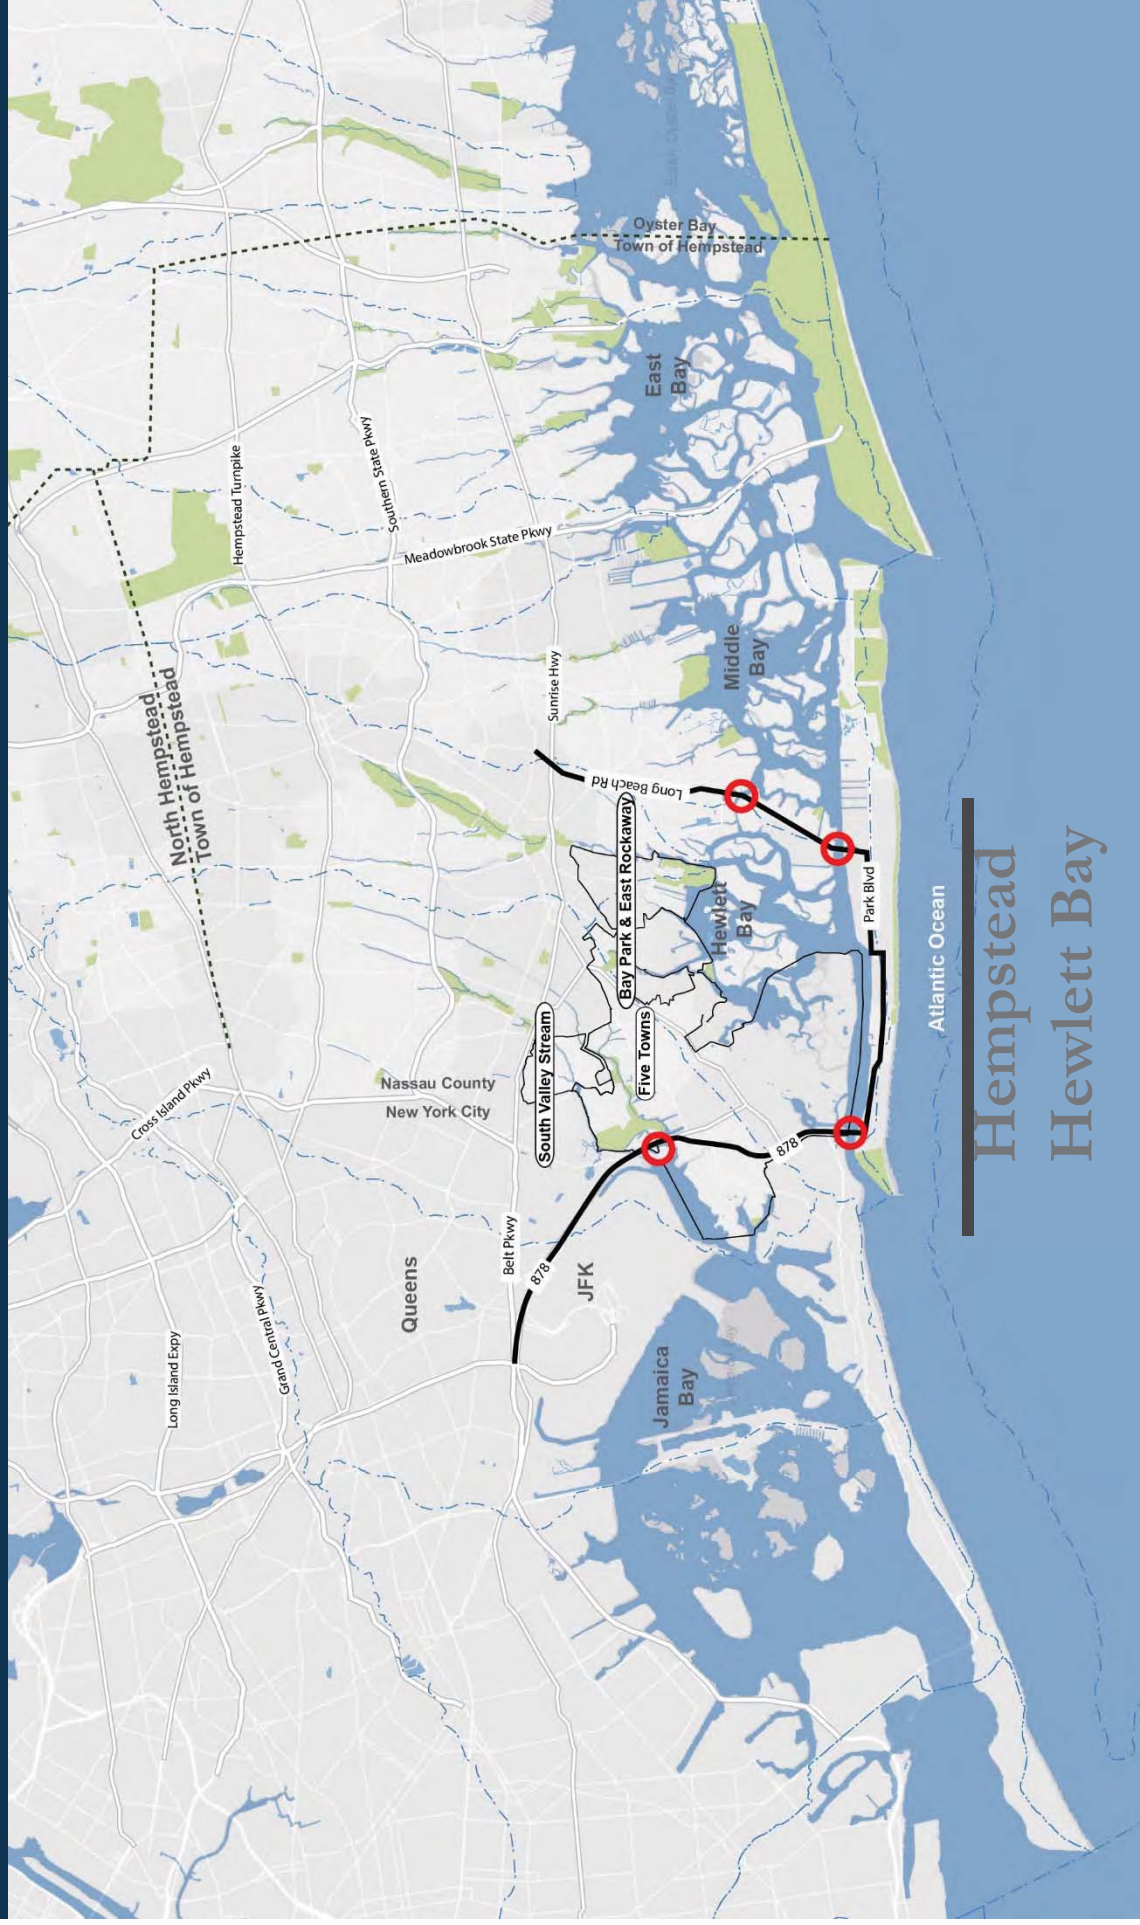 North Hempstead
Town of Hempstead
Hempstead Turnpike
Southern State Pkwy
Meadowbrook State Pkwy
Sunrise Hwy
Long Beach Rd
Oyster Bay
Town of Hempstead
East
Bay
Middle
Bay
Hewlett
Bay
Bay Park & East Rockaway
Five Towns
South Valley Stream
Nassau County
New York City
Cross Island Pkwy
Long Island Expy
Grand Central Pkwy
Queens
Belt Pkwy
878
JFK
878
Jamaica
Bay
Park Blvd
Atlantic Ocean
Hempstead
Hewlett Bay